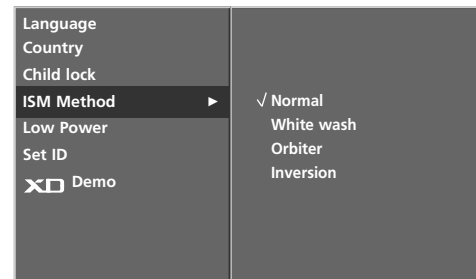 Language
Country
Child lock
ISM Method ►
Low Power
Set ID
XD Demo
√ Normal
White wash
Orbiter
Inversion